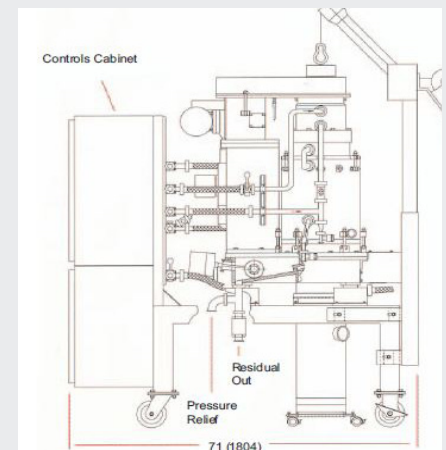 Controls Cabinet
Residual
Out
Pressure
Relief
71 (1804)